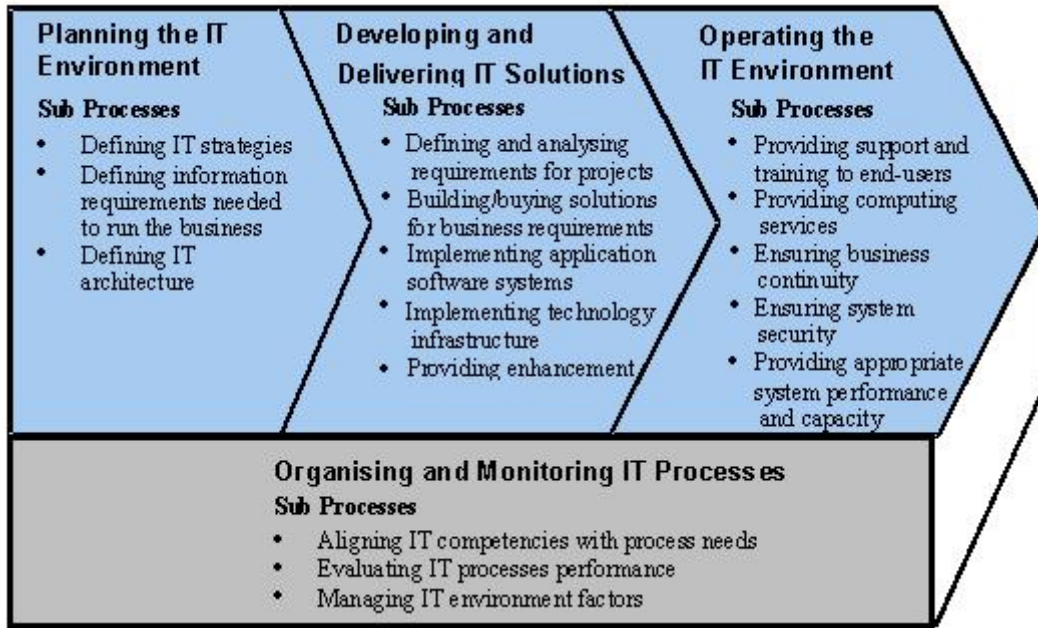 Planning the IT
Environment
Sub Processes
• Defining IT strategies
• Defining information
requirements needed
to run the business
• Defining IT
architecture
Developing and
Delivering IT Solutions
Sub Processes
• Defining and analysing
requirements for projects
• Building/buying solutions
for business requirements
• Implementing application
software systems
• Implementing technology
infrastructure
• Providing enhancement
Operating the
IT Environment
Sub Processes
• Providing support and
training to end-users
• Providing computing
services
• Ensuring business
continuity
• Ensuring system
security
• Providing appropriate
system performance
and capacity
Organising and Monitoring IT Processes
Sub Processes
• Aligning IT competencies with process needs
• Evaluating IT processes performance
• Managing IT environment factors